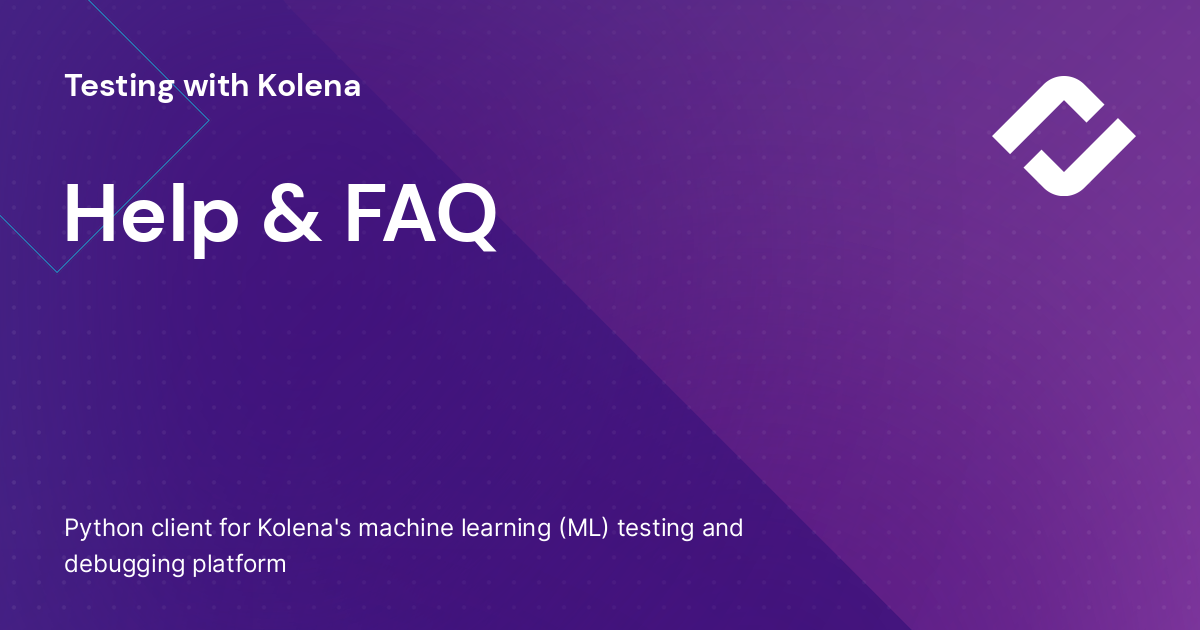 Testing with Kolena
Help & FAQ
Python client for Kolena's machine learning (ML) testing and
debugging platform